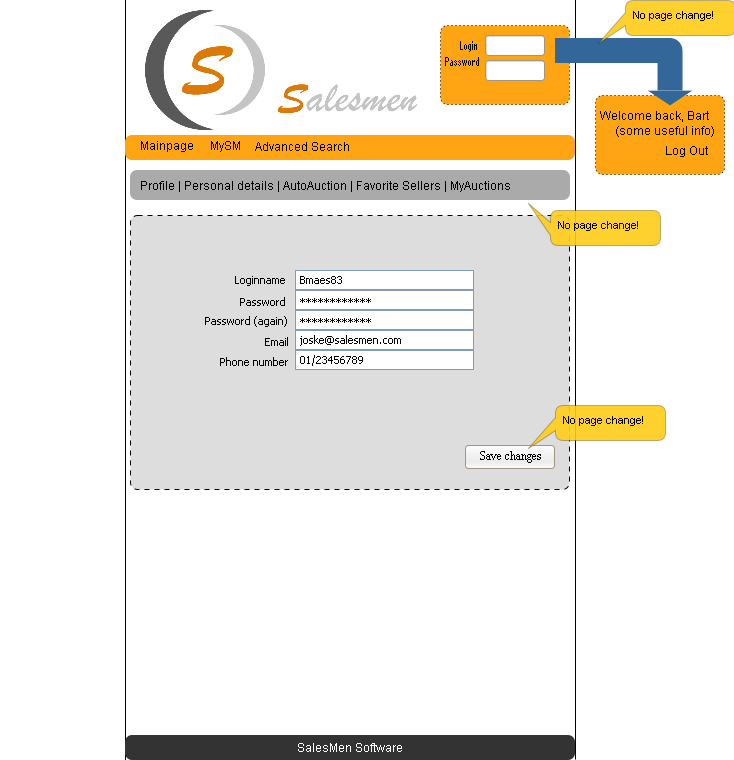 No page change!
Login
Password
S
Salesmen
Welcome back, Bart
(some useful info)
Log Out
Mainpage MySM Advanced Search
Profile | Personal details | AutoAuction | Favorite Sellers | MyAuctions
No page change!
Loginname Bmaes83
Password ************
Password (again) ************
Email joske@salesmen.com
Phone number 01/23456789
No page change!
Save changes
SalesMen Software